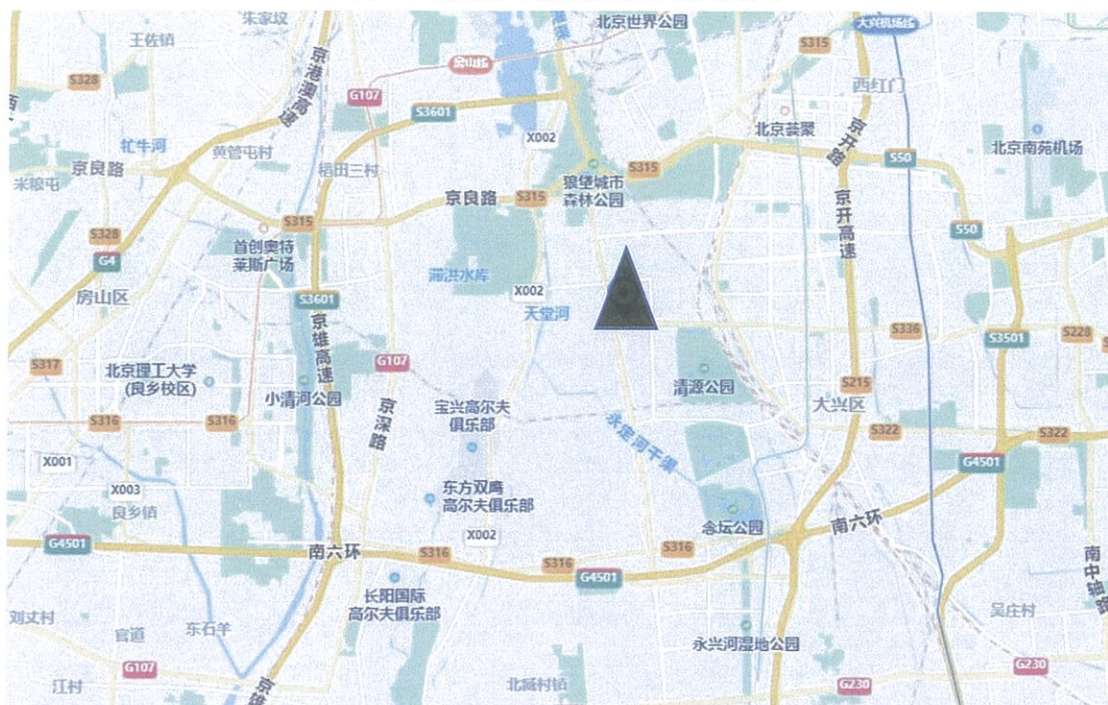 朱家坟
王佐镇
北京世界公园
大兴机场线
S315
S328
京港澳高速
房山线
G107
S3601
西红门
X002
北京荟聚
京开路
S50
北京南苑机场
牤牛河
黄管屯村
京良路
米粮屯
稻田三村
S315
狼垡城市
森林公园
京良路
S315
京开高速
S50
S315
S328
首创奥特
莱斯广场
G4
滞洪水库
房山区
S3601
X002
天堂河
京雄高速
S336
S228
S3501
S317
G107
北京理工大学
(良乡校区)
小清河公园
清源公园
S215
大兴区
京深路
宝兴高尔夫
俱乐部
永定河干渠
S316
S316
S322
S322
X001
G4501
X003
东方双鹰
高尔夫俱乐部
良乡镇
念坛公园
南六环
X002
G4501
南六环
S316
S316
S316
G4501
南中轴路
长阳国际
高尔夫俱乐部
刘丈村
官道
东石羊
吴庄村
永兴河湿地公园
G107
江村
京雄
北臧村镇
G230
G230